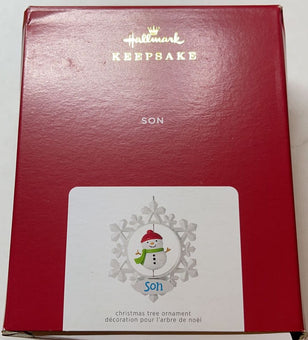 Hallmark
KEEPSAKE
SON
son
christmas tree ornament
décoration pour l'arbre de noël